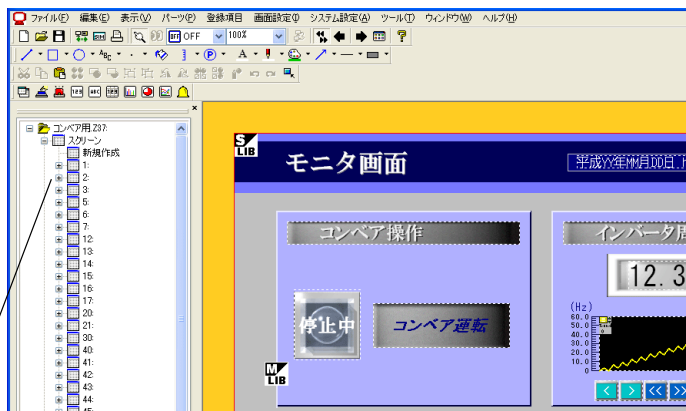 ファイル(F) 編集(E) 表示(V) パーツ(P) 登録項目 画面設定(I) システム設定(A) ツール(T) ウィンドウ(W) ヘルプ(H)
OFF 100%
ABC A
123 ABC
コンベア用.Z37:
スクリーン
新規作成
1:
2:
3:
5:
6:
7:
12:
13:
14:
15:
16:
17:
20:
21:
30:
40:
41:
42:
43:
44:
45:
S LIB
モニタ画面
平成YY年MM月DD日
コンベア操作
停止中
コンベア運転
M LIB
インバータ
12.3
(Hz)
60.0
50.0
40.0
30.0
20.0
10.0
0
< > << >>